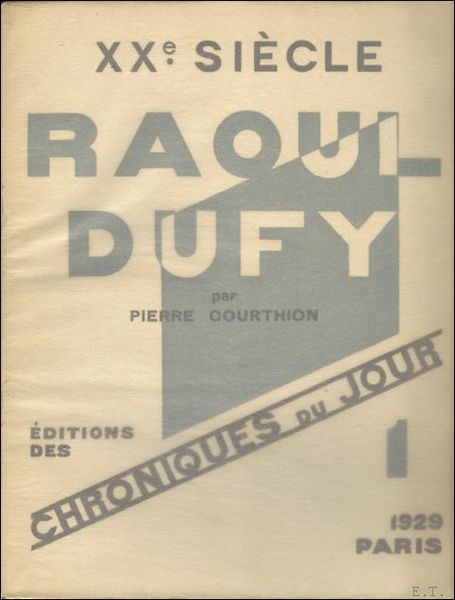 XXe SIÈCLE
RAOUL
DUFY
par
PIERRE COURTHION
ÉDITIONS
DES
CHRONIQUES DU JOUR
1
1929
PARIS
E.T.